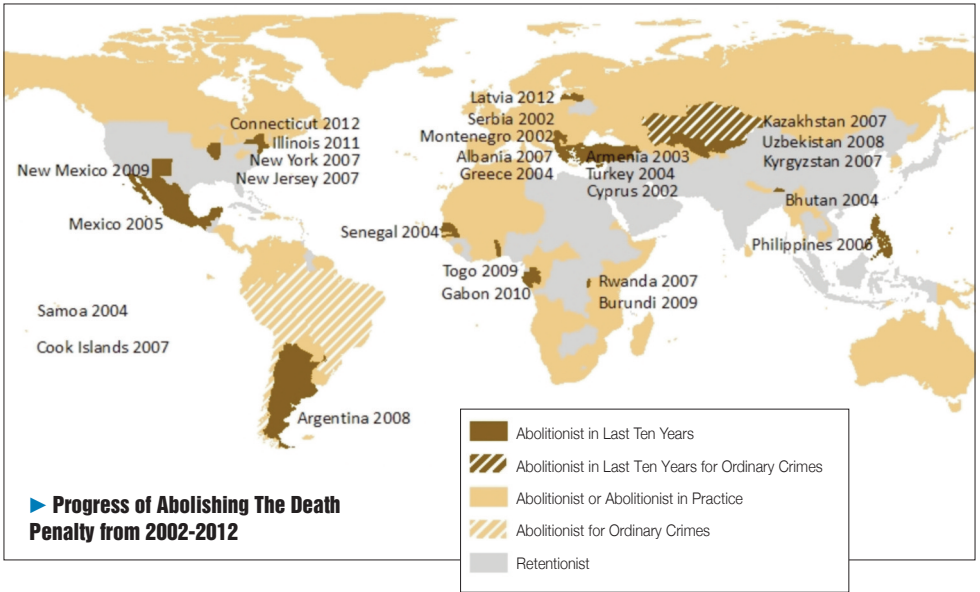 Latvia 2012
Connecticut 2012
Serbia 2002
Kazakhstan 2007
Illinois 2011
Montenegro 2002
Uzbekistan 2008
New York 2007
Albania 2007
Armenia 2003
Kyrgyzstan 2007
New Mexico 2009
New Jersey 2007
Greece 2004
Turkey 2004
Cyprus 2002
Bhutan 2004
Mexico 2005
Senegal 2004
Philippines 2006
Togo 2009
Rwanda 2007
Gabon 2010
Burundi 2009
Samoa 2004
Cook Islands 2007
Argentina 2008
Abolitionist in Last Ten Years
Abolitionist in Last Ten Years for Ordinary Crimes
Abolitionist or Abolitionist in Practice
Abolitionist for Ordinary Crimes
Retentionist
► Progress of Abolishing The Death
Penalty from 2002-2012